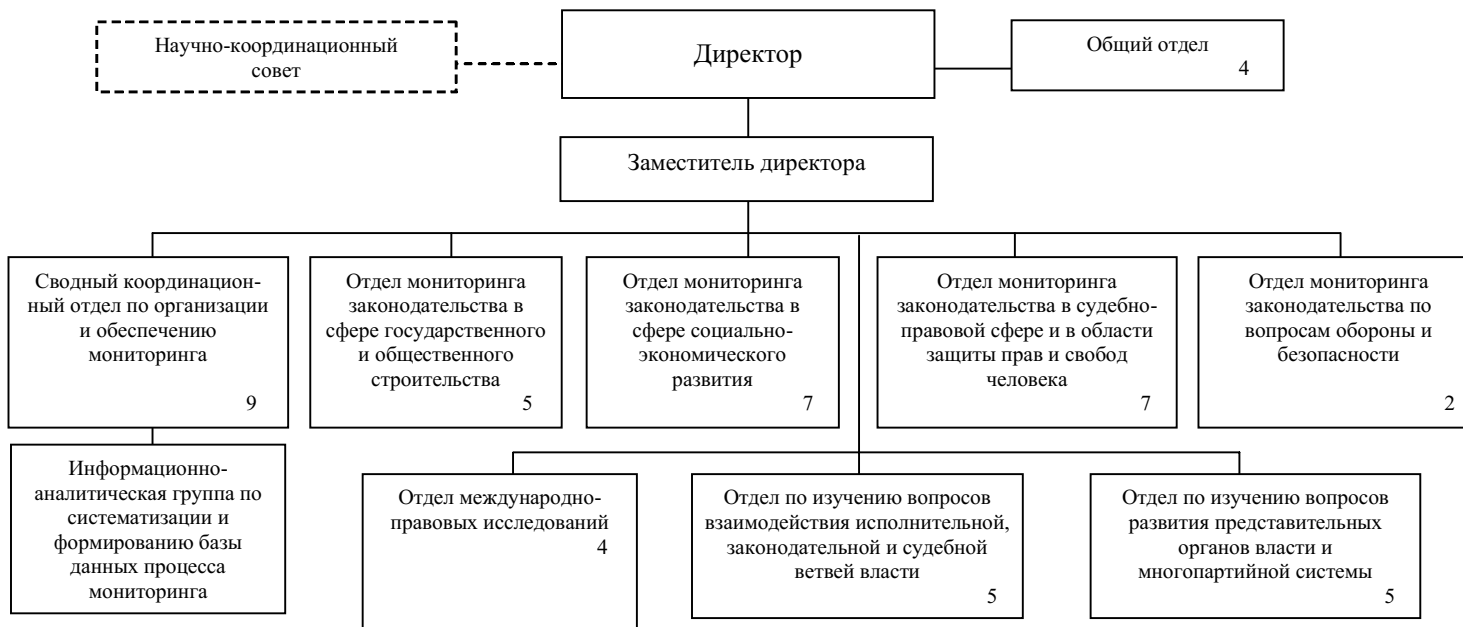 Научно-координационный
совет
Директор
Общий отдел
4
Заместитель директора
Сводный координацион-
ный отдел по организации
и обеспечению
мониторинга
9
Отдел мониторинга
законодательства в
сфере государственного
и общественного
строительства
5
Отдел мониторинга
законодательства в
сфере социально-
экономического
развития
7
Отдел мониторинга
законодательства в судебно-
правовой сфере и в области
защиты прав и свобод
человека
7
Отдел мониторинга
законодательства по
вопросам обороны и
безопасности
2
Информационно-
аналитическая группа по
систематизации и
формированию базы
данных процесса
мониторинга
Отдел международно-
правовых исследований
4
Отдел по изучению вопросов
взаимодействия исполнительной,
законодательной и судебной
ветвей власти
5
Отдел по изучению вопросов
развития представительных
органов власти и
многопартийной системы
5